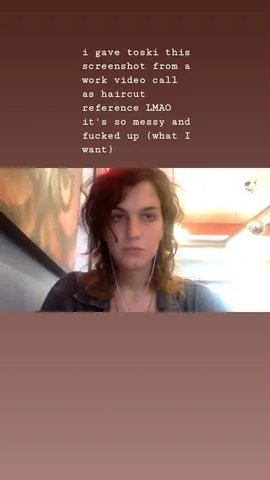 i gave toski this
screenshot from a
work video call
as haircut
reference LMAO
it's so messy and
fucked up (what I
want)